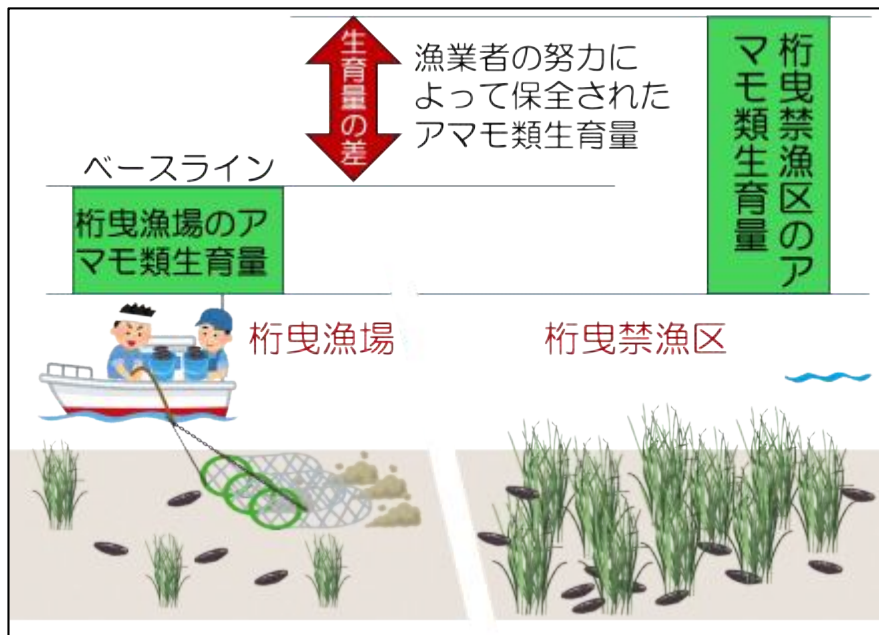 生育量の差
漁業者の努力に
よって保全された
アマモ類生育量
桁曳禁漁区のア
マモ類生育量
ベースライン
桁曳漁場のア
マモ類生育量
桁曳漁場
桁曳禁漁区